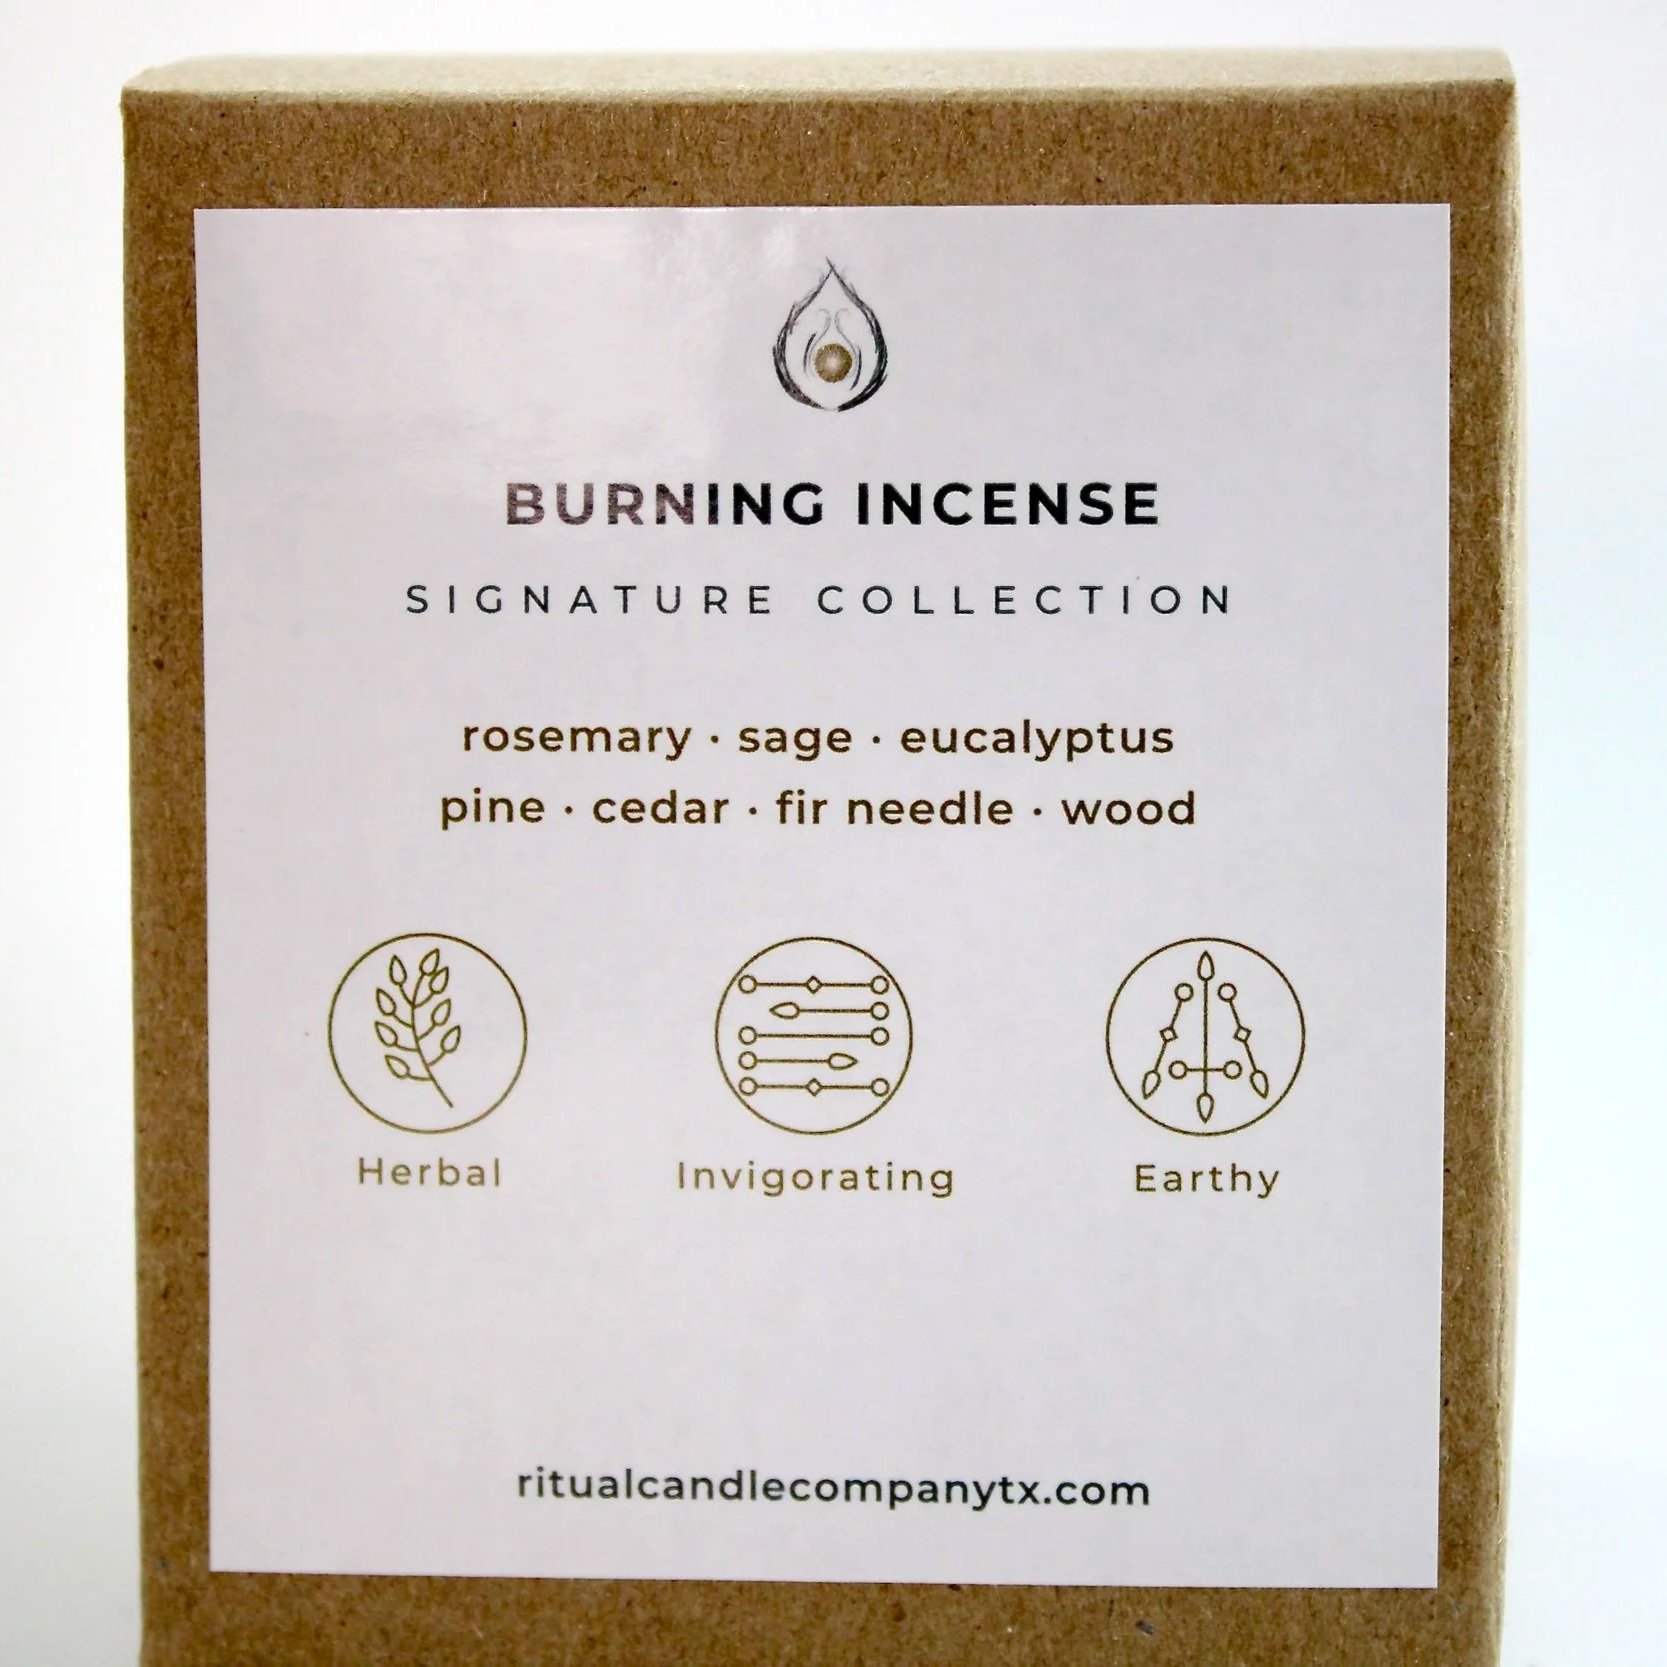 BURNING INCENSE
SIGNATURE COLLECTION
rosemary · sage · eucalyptus
pine · cedar · fir needle · wood
Herbal
Invigorating
Earthy
ritualcandlecompanytx.com